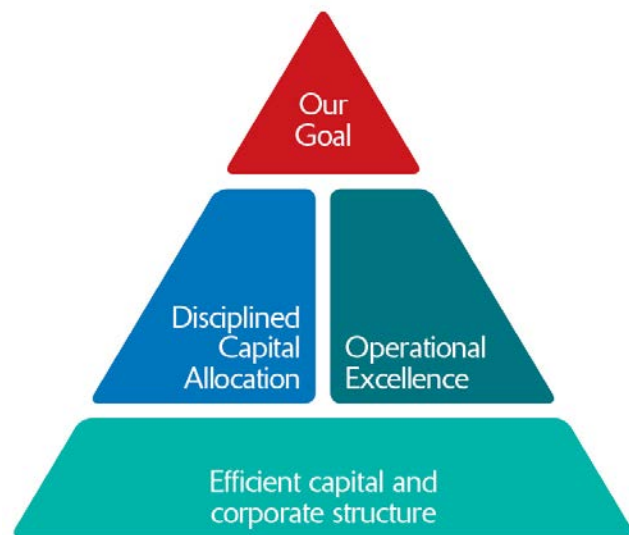 Our
Goal
Disciplined
Capital
Allocation
Operational
Excellence
Efficient capital and
corporate structure